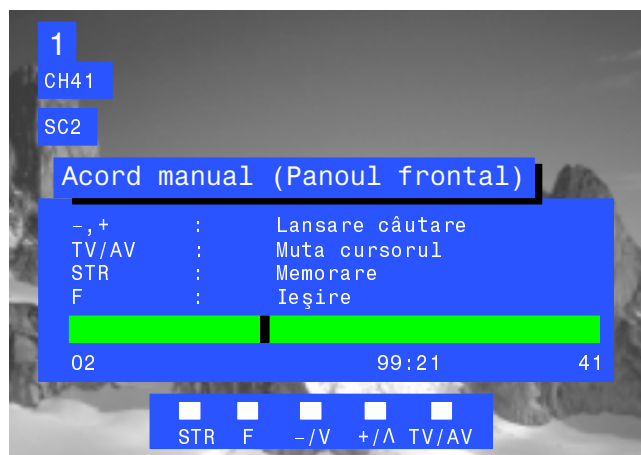 1
CH41
SC2
Acord manual (Panoul frontal)
–,+ : Lansare câutare
TV/AV : Muta cursorul
STR : Memorare
F : Ieşire
02 99:21 41
STR F –/V +/Λ TV/AV